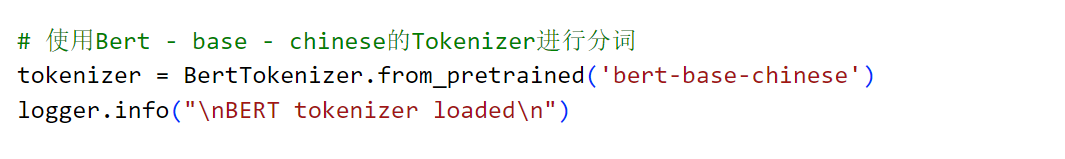 # 使用Bert - base - chinese的Tokenizer进行分词
tokenizer = BertTokenizer.from_pretrained('bert-base-chinese')
logger.info("\nBERT tokenizer loaded\n")